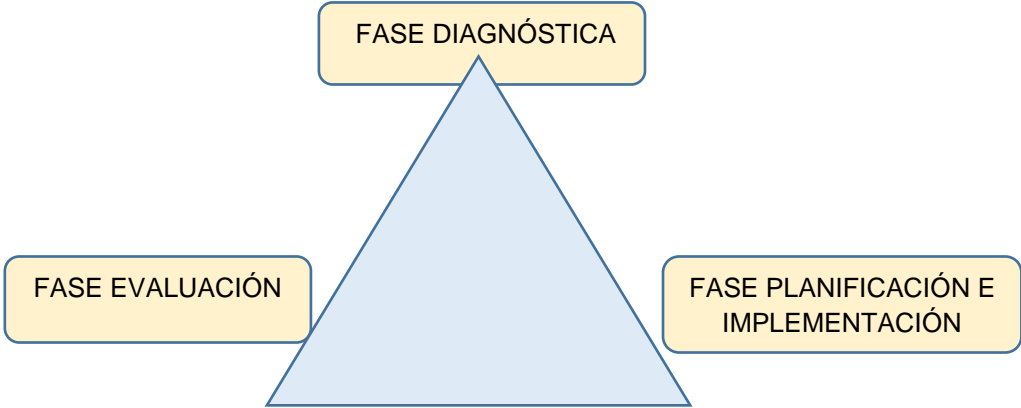 FASE DIAGNÓSTICA
FASE EVALUACIÓN
FASE PLANIFICACIÓN E
IMPLEMENTACIÓN